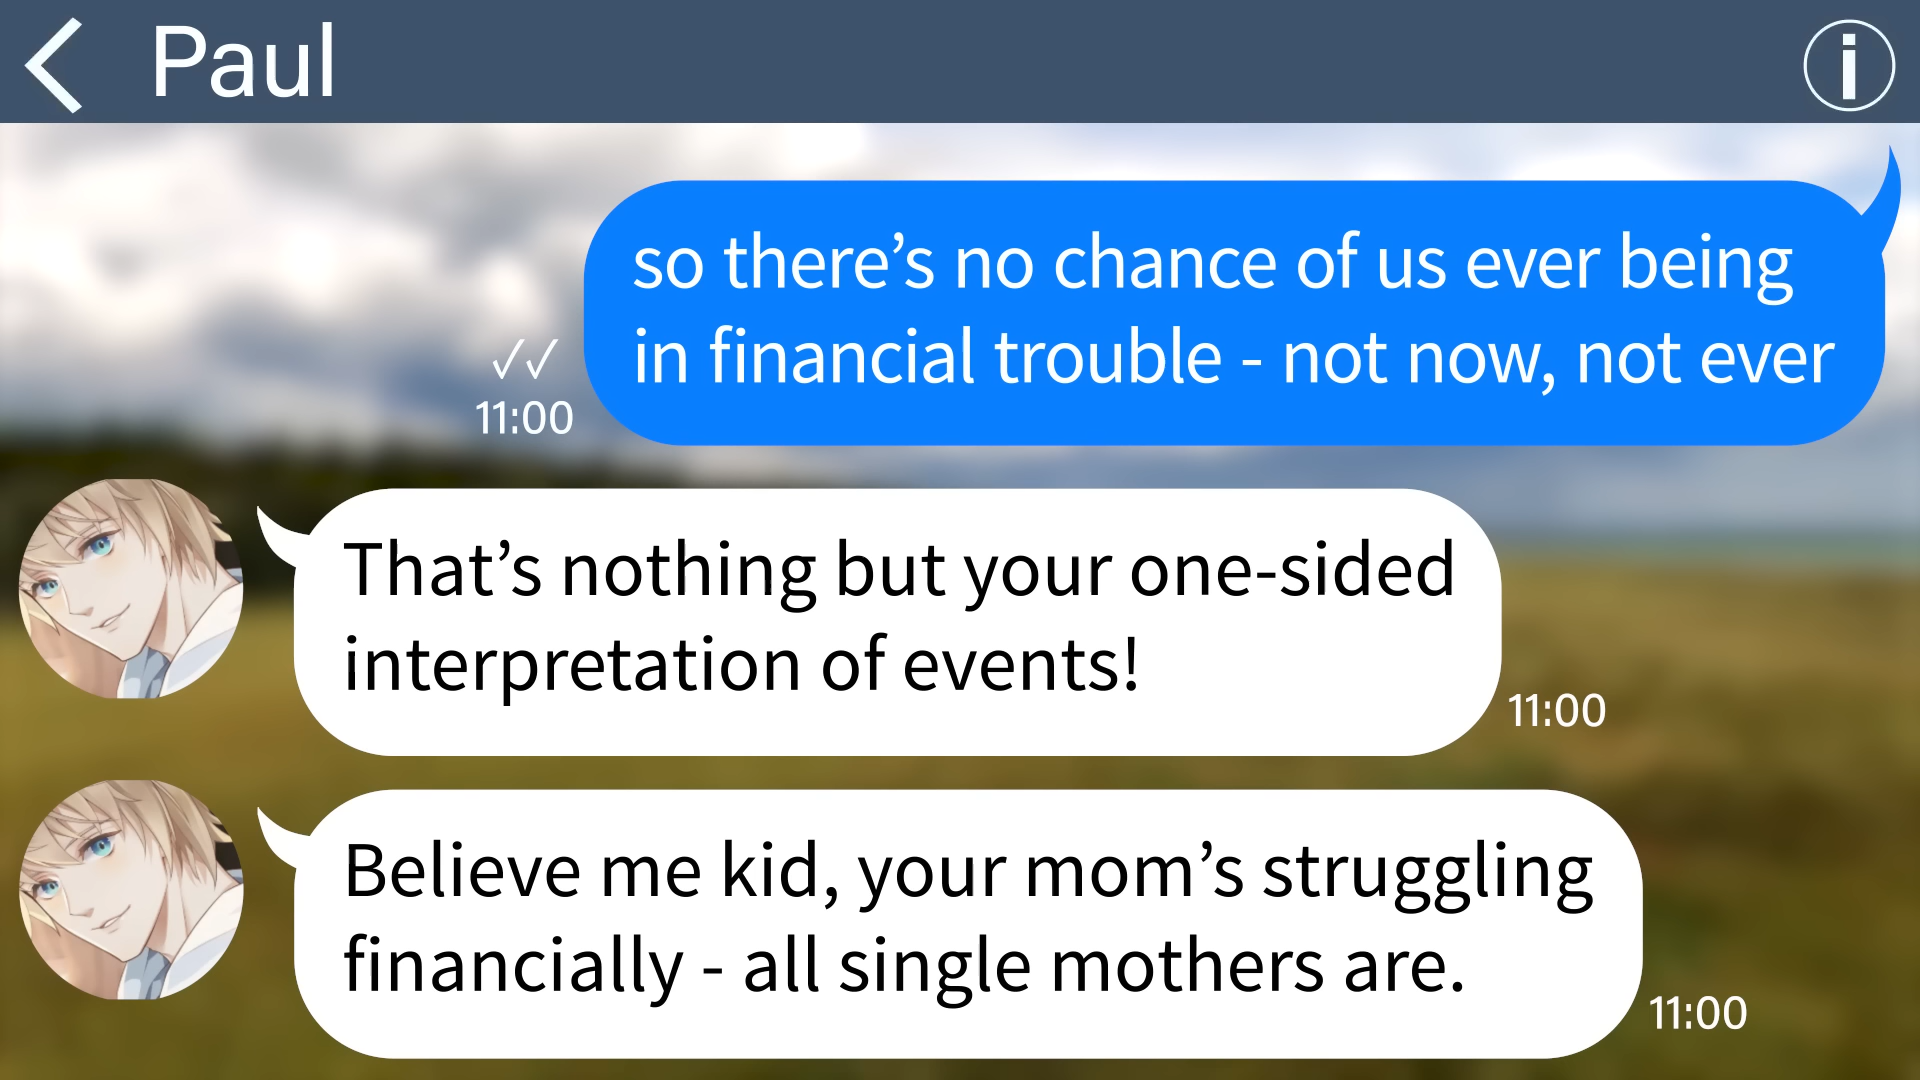 Paul
so there’s no chance of us ever being
in financial trouble - not now, not ever
11:00
That’s nothing but your one-sided
interpretation of events!
11:00
Believe me kid, your mom’s struggling
financially - all single mothers are.
11:00